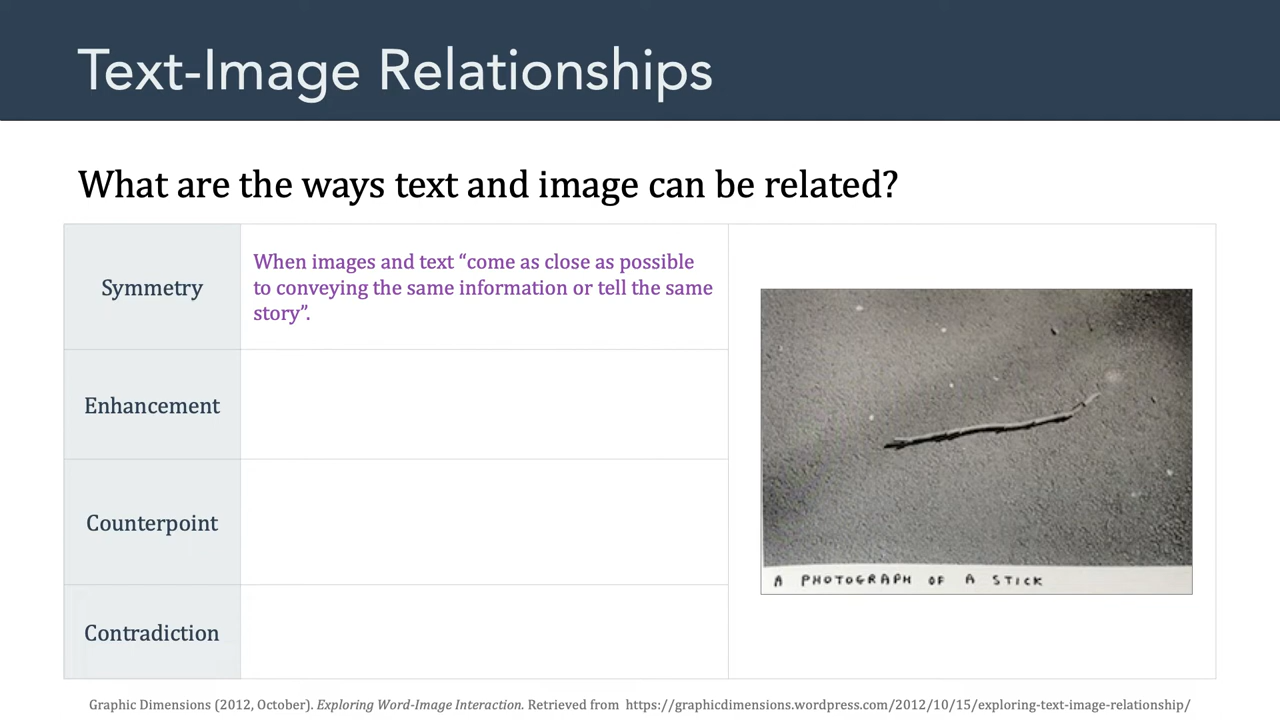 Text-Image Relationships
What are the ways text and image can be related?
Symmetry
When images and text “come as close as possible
to conveying the same information or tell the same
story”.
Enhancement
Counterpoint
Contradiction
A PHOTOGRAPH OF A STICK
Graphic Dimensions (2012, October). Exploring Word-Image Interaction. Retrieved from https://graphicdimensions.wordpress.com/2012/10/15/exploring-text-image-relationship/